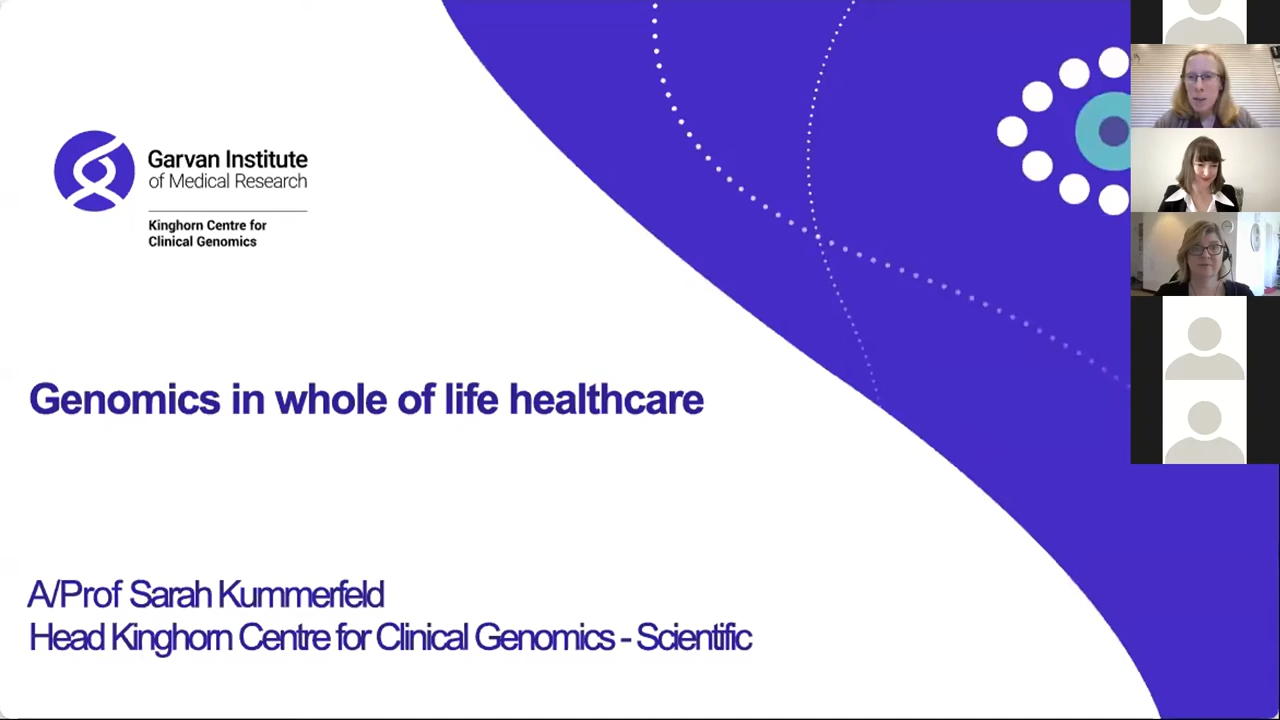 Garvan Institute
of Medical Research
Kinghorn Centre for
Clinical Genomics
Genomics in whole of life healthcare
A/Prof Sarah Kummerfeld
Head Kinghorn Centre for Clinical Genomics - Scientific